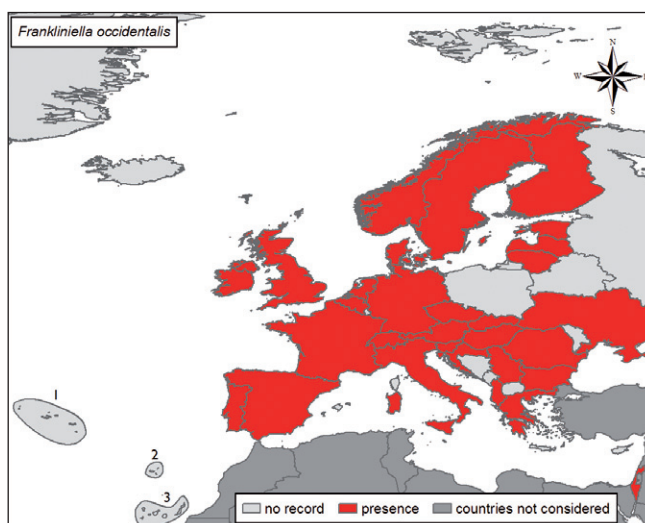 Frankliniella occidentalis
N
W
E
S
1
2
3
no record presence countries not considered